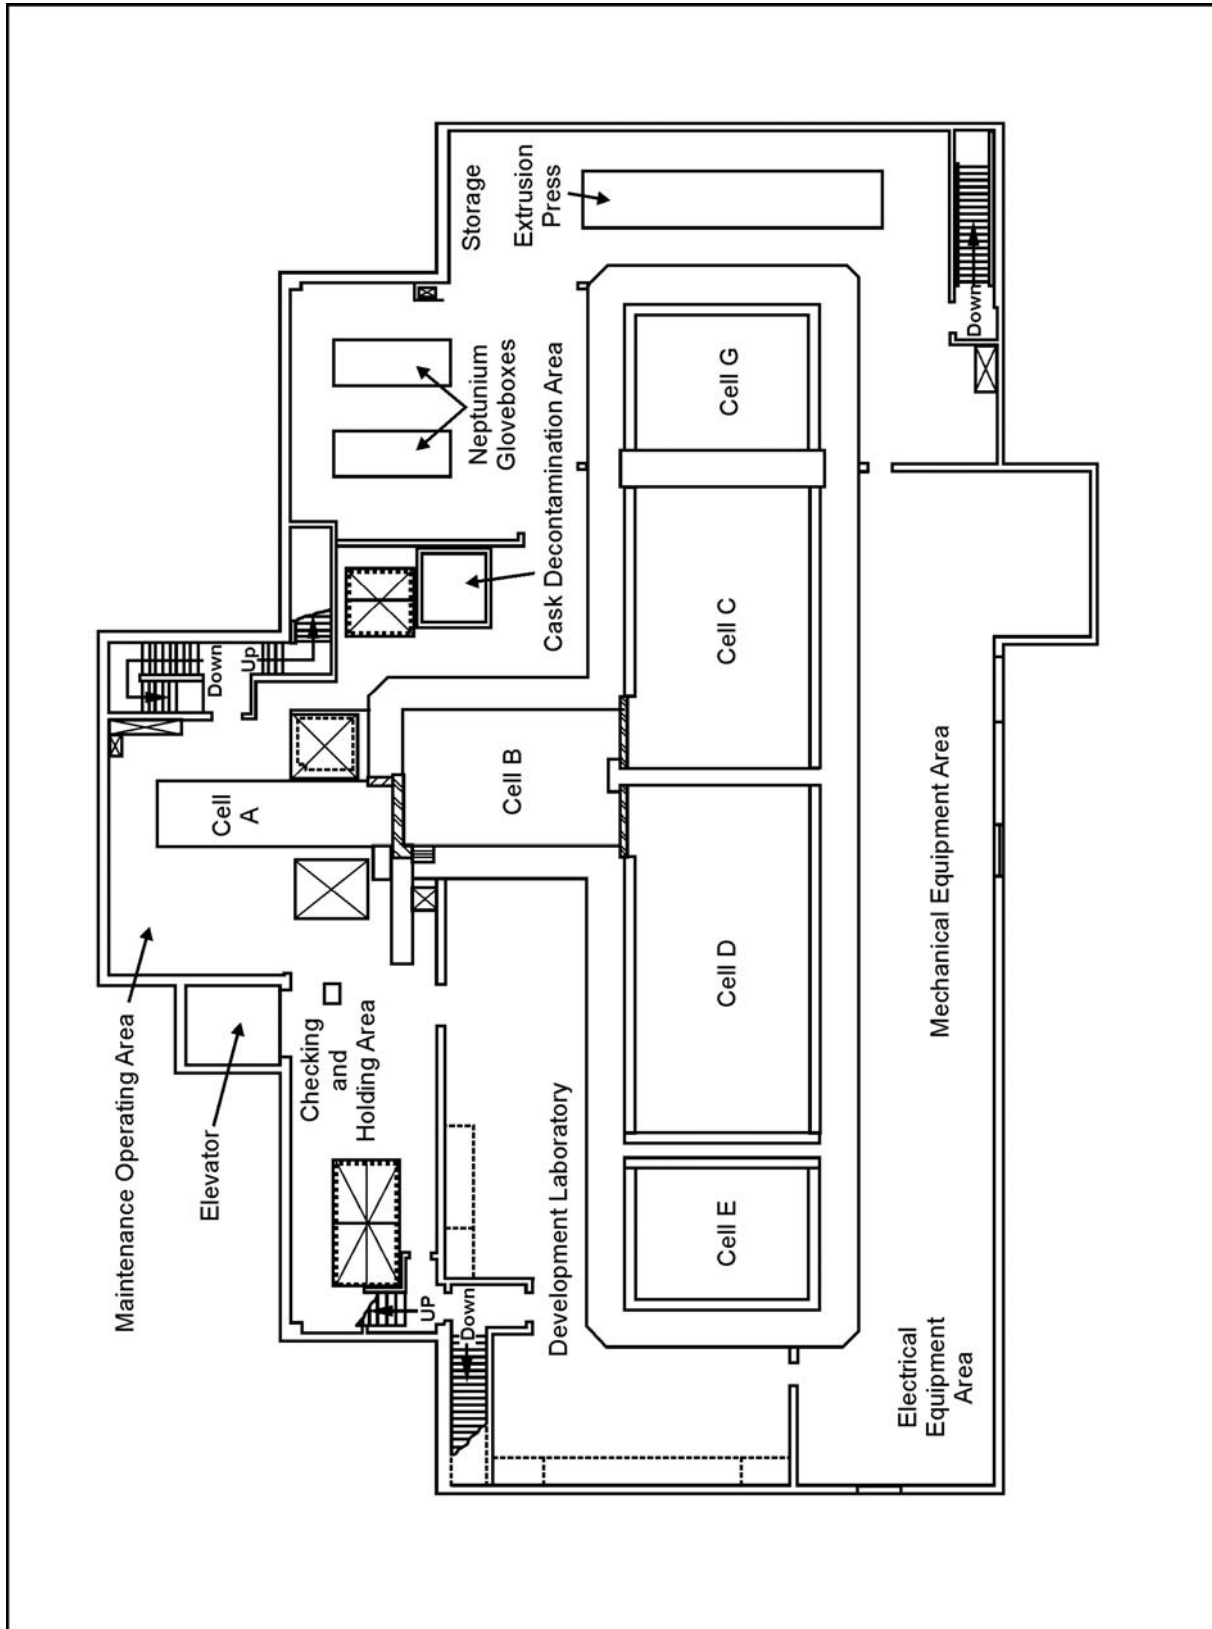 Maintenance Operating Area
Elevator
Checking
and
Holding Area
Cell
A
Down
Up
Storage
Extrusion
Press
Neptunium
Gloveboxes
Cask Decontamination Area
Cell B
UP
Down
Development Laboratory
Cell E
Cell D
Cell C
Cell G
Down
Electrical
Equipment
Area
Mechanical Equipment Area